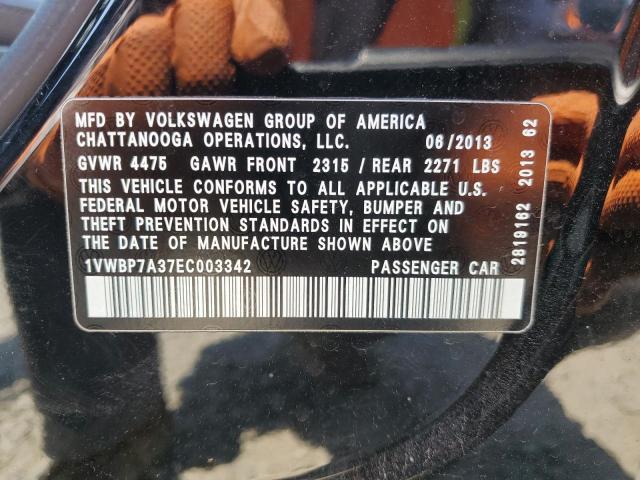 MFD BY VOLKSWAGEN GROUP OF AMERICA
CHATTANOOGA OPERATIONS, LLC. 06/2013
GVWR 4475 GAWR FRONT 2315 / REAR 2271 LBS
THIS VEHICLE CONFORMS TO ALL APPLICABLE U.S.
FEDERAL MOTOR VEHICLE SAFETY, BUMPER AND
THEFT PREVENTION STANDARDS IN EFFECT ON
THE DATE OF MANUFACTURE SHOWN ABOVE
1VWBP7A37EC003342 PASSENGER CAR
2819162 2013 62